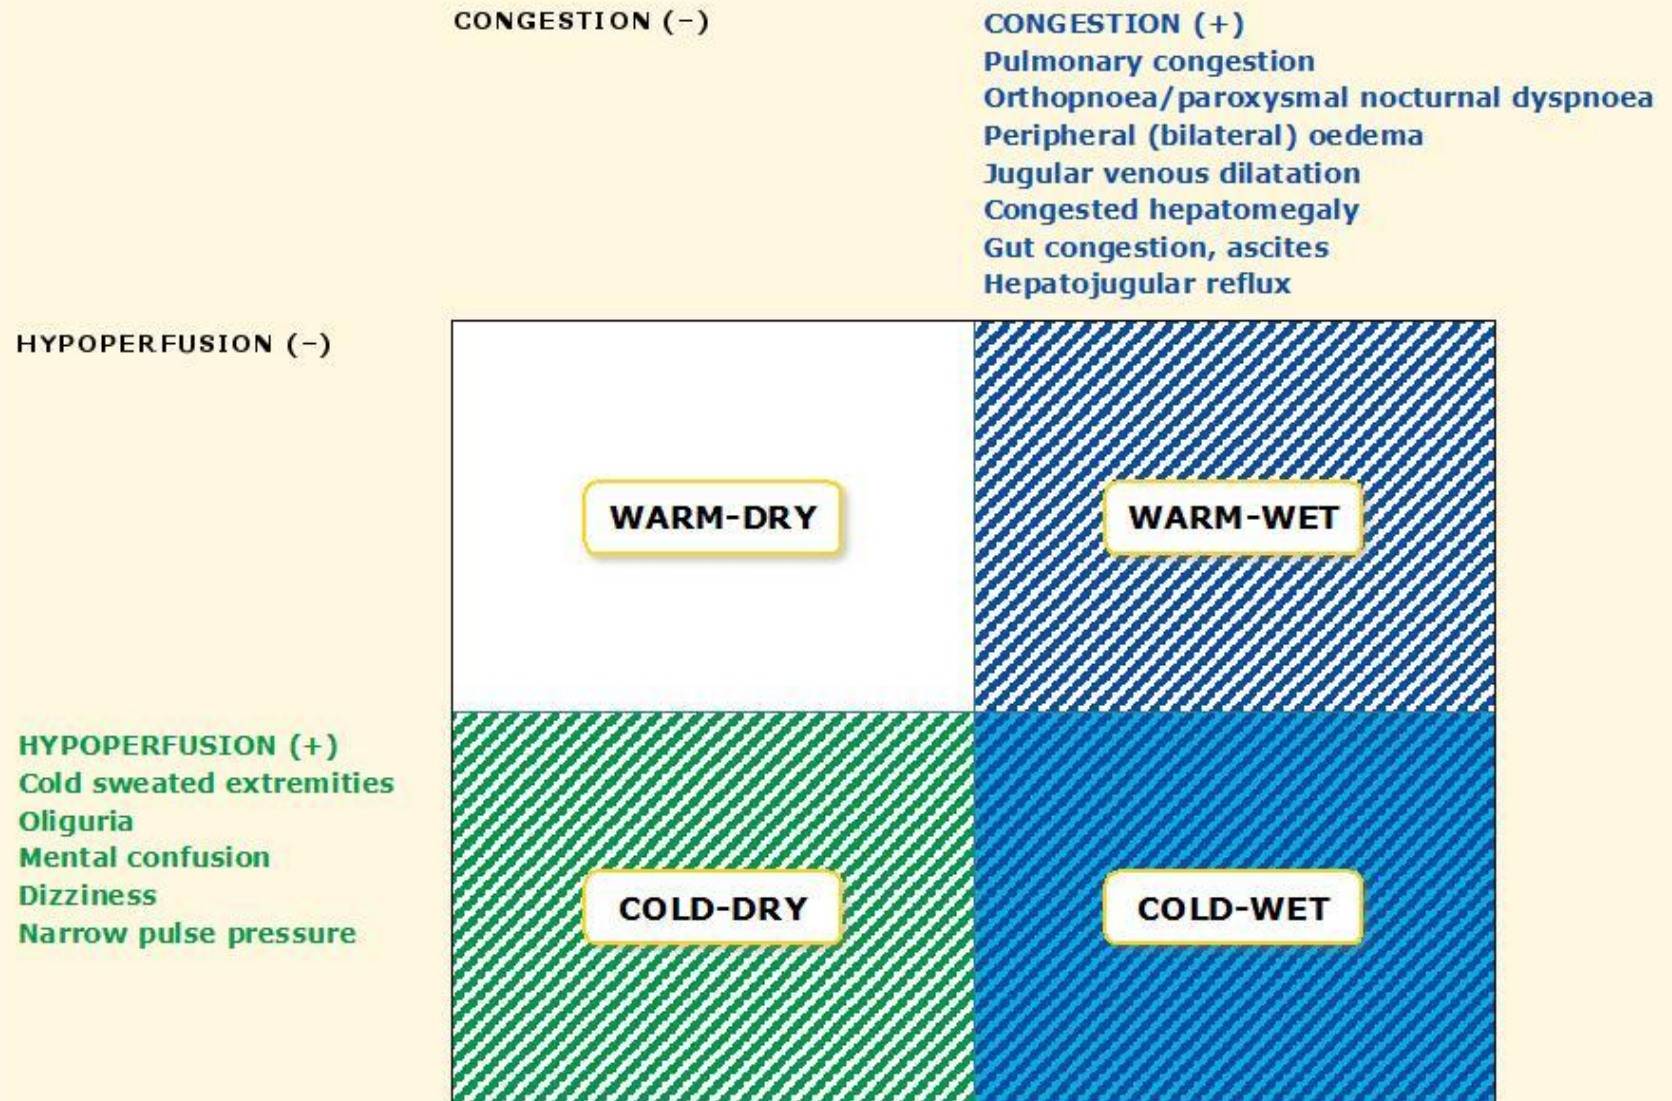 CONGESTION (−)
CONGESTION (+)
Pulmonary congestion
Orthopnoea/paroxysmal nocturnal dyspnoea
Peripheral (bilateral) oedema
Jugular venous dilatation
Congested hepatomegaly
Gut congestion, ascites
Hepatojugular reflux
HYPOPERFUSION (−)
WARM-DRY
WARM-WET
HYPOPERFUSION (+)
Cold sweated extremities
Oliguria
Mental confusion
Dizziness
Narrow pulse pressure
COLD-DRY
COLD-WET